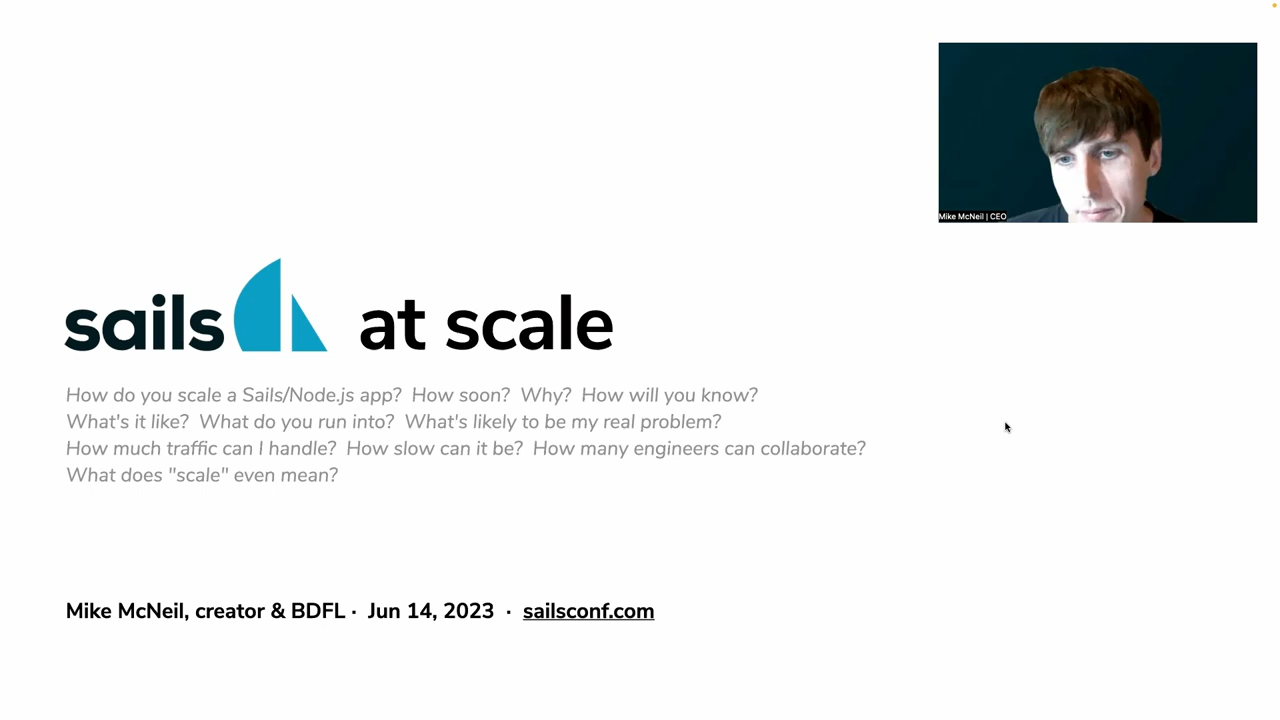 Mike McNeil | CEO
sails at scale
How do you scale a Sails/Node.js app?  How soon?  Why?  How will you know?
What's it like?  What do you run into?  What's likely to be my real problem?
How much traffic can I handle?  How slow can it be?  How many engineers can collaborate?
What does "scale" even mean?
Mike McNeil, creator & BDFL ·  Jun 14, 2023  ·  sailsconf.com